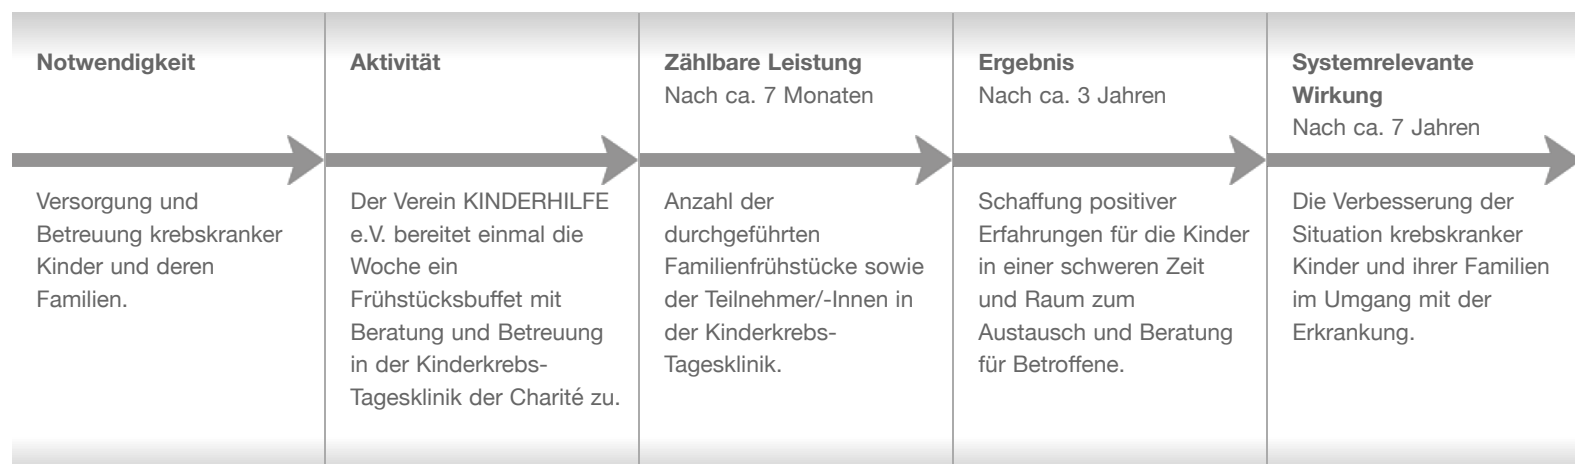 Notwendigkeit
Aktivität
Zählbare Leistung
Nach ca. 7 Monaten
Ergebnis
Nach ca. 3 Jahren
Systemrelevante
Wirkung
Nach ca. 7 Jahren
Versorgung und
Betreuung krebskranker
Kinder und deren
Familien.
Der Verein KINDERHILFE
e.V. bereitet einmal die
Woche ein
Frühstücksbuffet mit
Beratung und Betreuung
in der Kinderkrebs-
Tagesklinik der Charité zu.
Anzahl der
durchgeführten
Familienfrühstücke sowie
der Teilnehmer/-Innen in
der Kinderkrebs-
Tagesklinik.
Schaffung positiver
Erfahrungen für die Kinder
in einer schweren Zeit
und Raum zum
Austausch und Beratung
für Betroffene.
Die Verbesserung der
Situation krebskranker
Kinder und ihrer Familien
im Umgang mit der
Erkrankung.